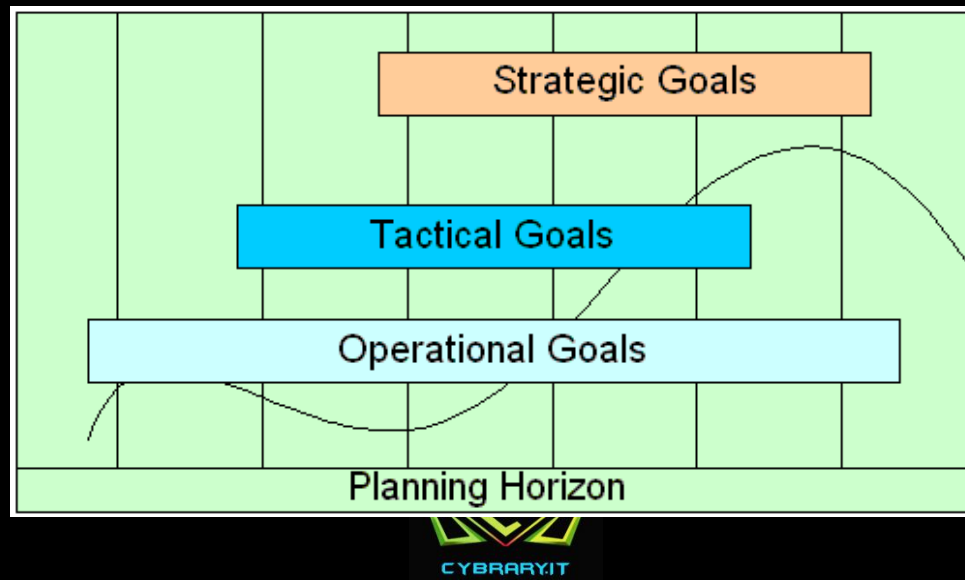 Strategic Goals
Tactical Goals
Operational Goals
Planning Horizon
CYBRARY.IT